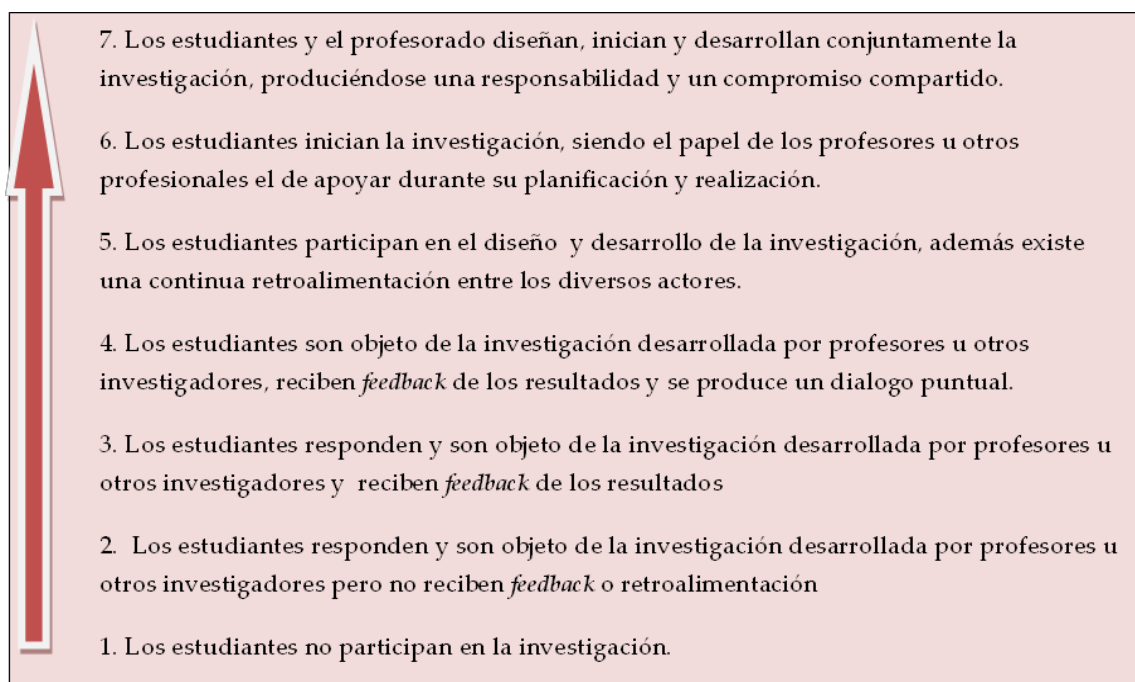 7. Los estudiantes y el profesorado diseñan, inician y desarrollan conjuntamente la
investigación, produciéndose una responsabilidad y un compromiso compartido.
6. Los estudiantes inician la investigación, siendo el papel de los profesores u otros
profesionales el de apoyar durante su planificación y realización.
5. Los estudiantes participan en el diseño y desarrollo de la investigación, además existe
una continua retroalimentación entre los diversos actores.
4. Los estudiantes son objeto de la investigación desarrollada por profesores u otros
investigadores, reciben feedback de los resultados y se produce un dialogo puntual.
3. Los estudiantes responden y son objeto de la investigación desarrollada por profesores u
otros investigadores y reciben feedback de los resultados
2. Los estudiantes responden y son objeto de la investigación desarrollada por profesores u
otros investigadores pero no reciben feedback o retroalimentación
1. Los estudiantes no participan en la investigación.